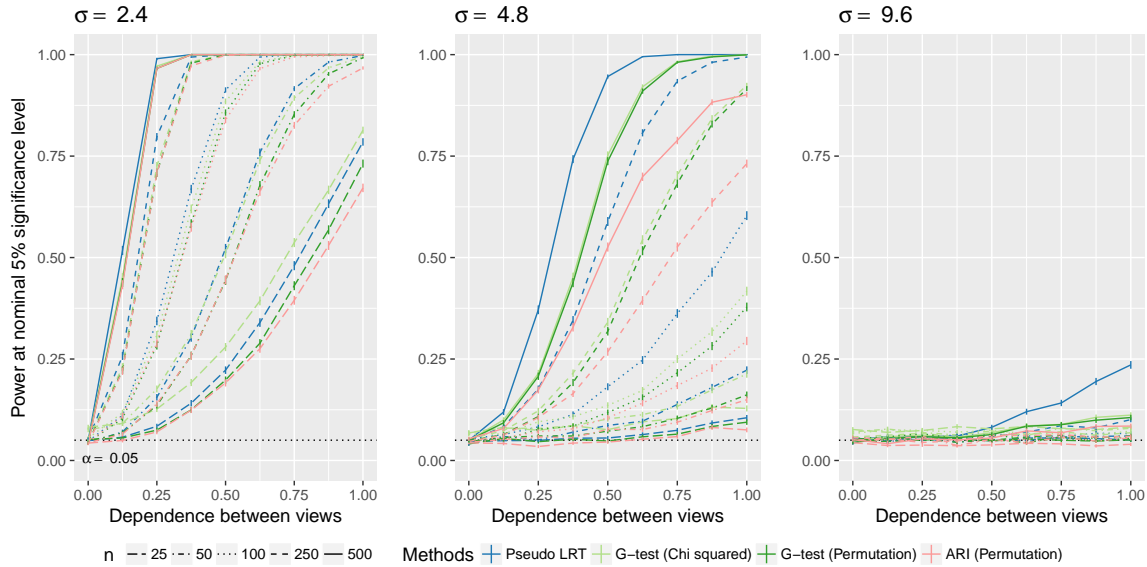 σ = 2.4
σ = 4.8
σ = 9.6
Power at nominal 5% significance level
1.00
0.75
0.50
0.25
0.00
α = 0.05
0.00 0.25 0.50 0.75 1.00
Dependence between views
1.00
0.75
0.50
0.25
0.00
0.00 0.25 0.50 0.75 1.00
Dependence between views
1.00
0.75
0.50
0.25
0.00
0.00 0.25 0.50 0.75 1.00
Dependence between views
n 25 50 100 250 500
Methods Pseudo LRT G−test (Chi squared) G−test (Permutation) ARI (Permutation)